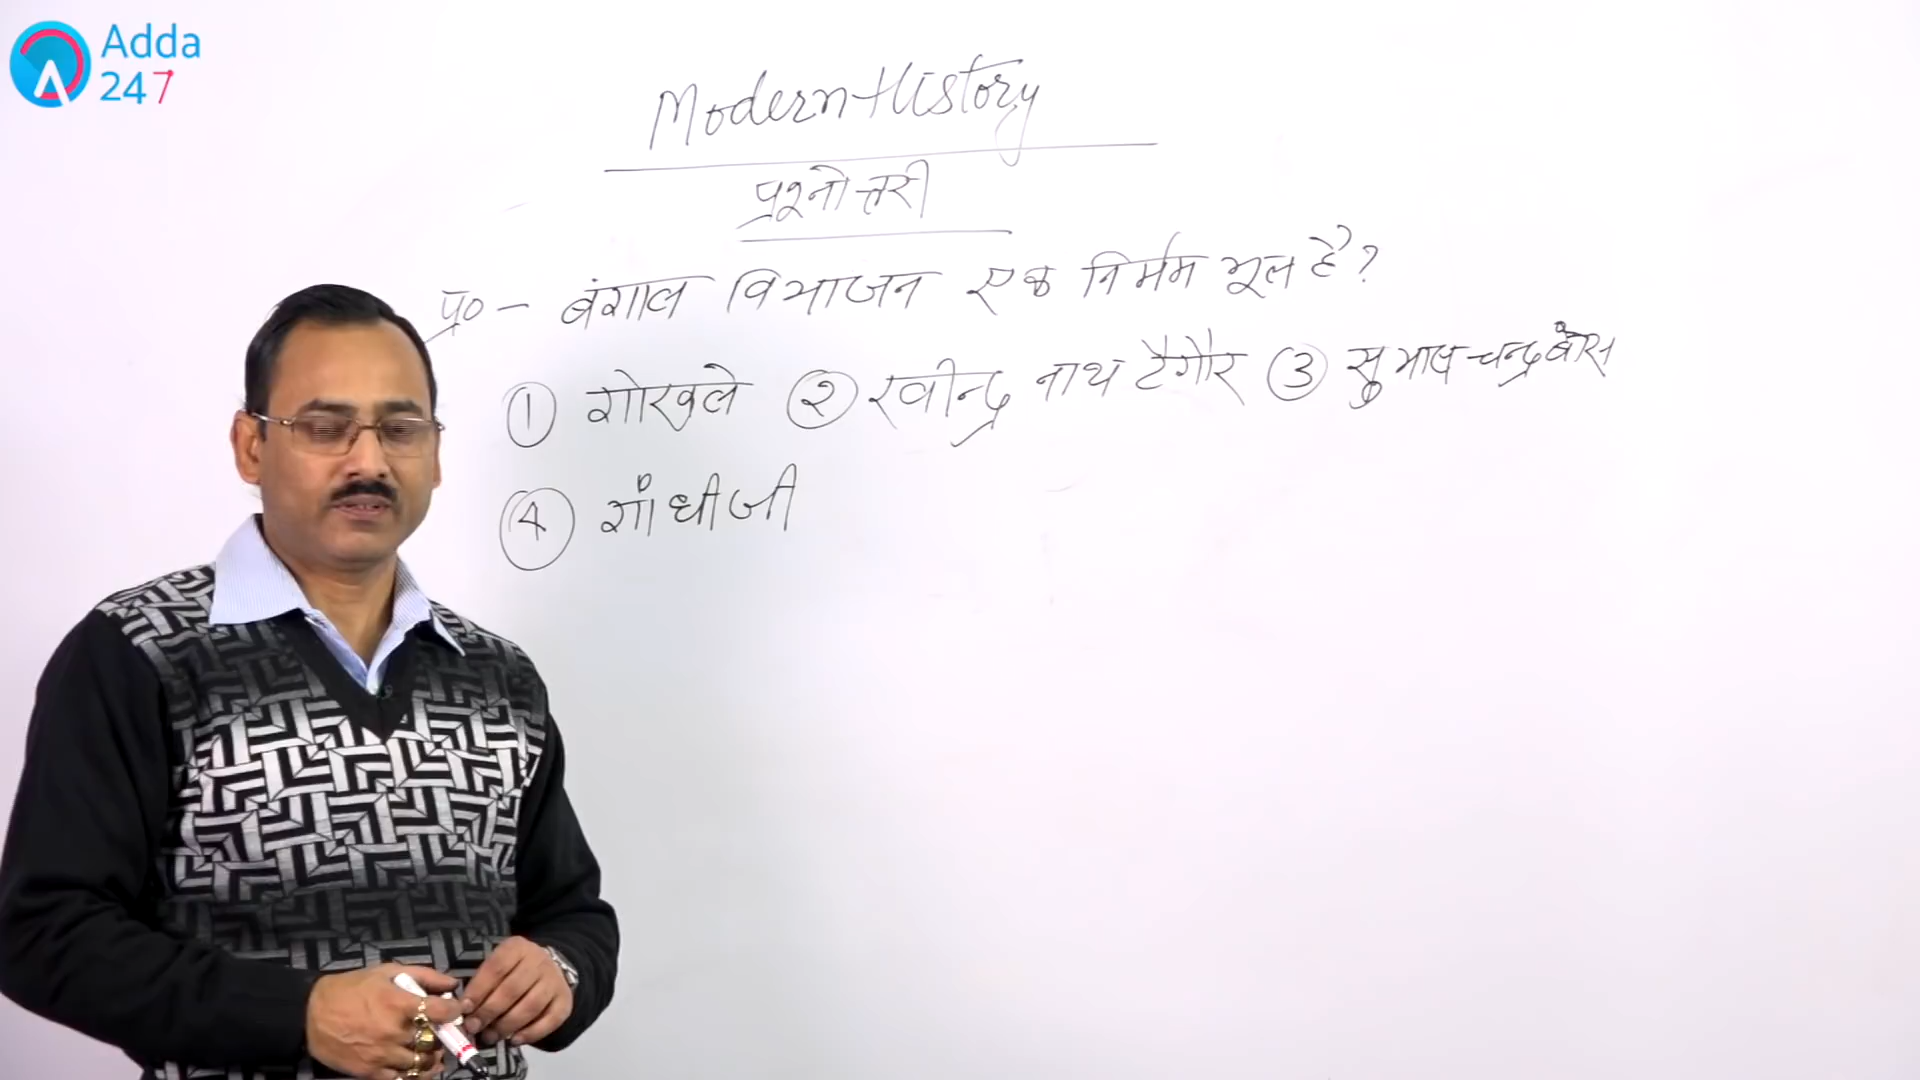 Adda
247
Modern History
प्रश्नोत्तरी
प्र० - बंगाल विभाजन एक निर्मम भूल है?
① गोखले ② रवीन्द्र नाथ टैगौर ③ सुभाष चन्द्र बोस
④ गाँधीजी